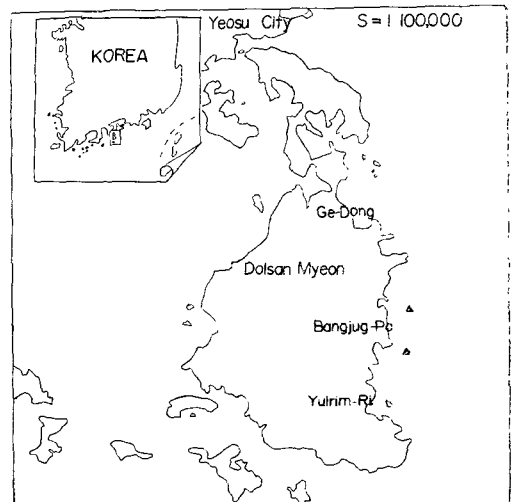 Yeosu City
S = 1 100,000
KOREA
Ge-Dong
Dolsan Myeon
Bangjug-Po
Yulrim-Ri